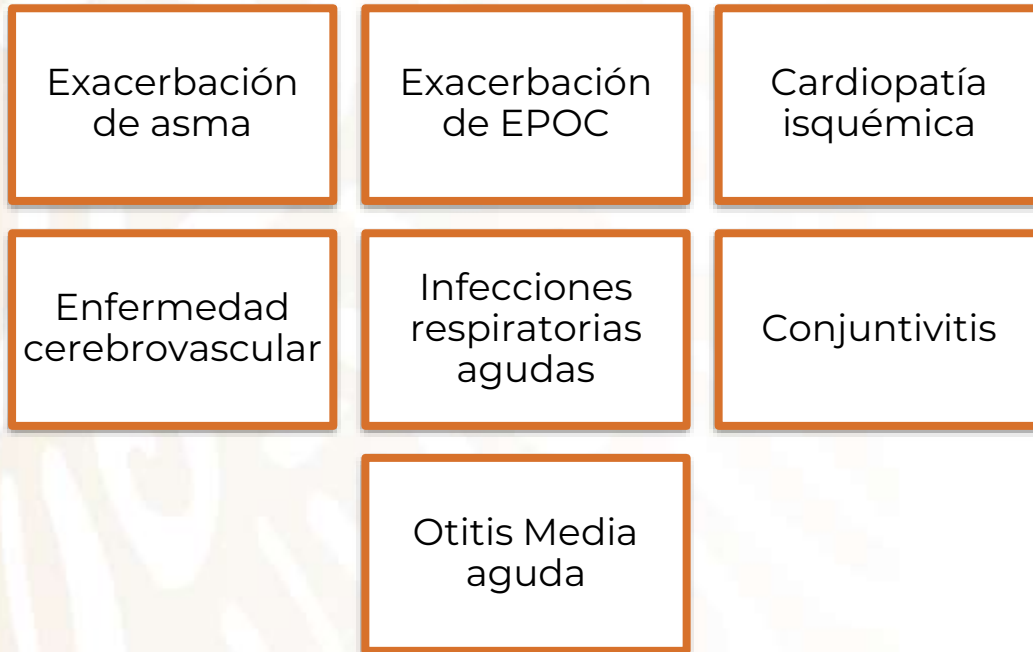 Exacerbación
de asma
Exacerbación
de EPOC
Cardiopatía
isquémica
Enfermedad
cerebrovascular
Infecciones
respiratorias
agudas
Conjuntivitis
Otitis Media
aguda